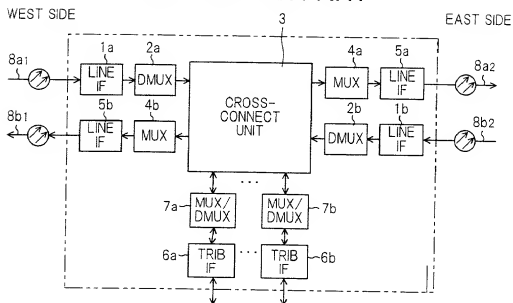 WEST SIDE
EAST SIDE
3
8a1
1a
2a
4a
5a
8a2
LINE IF
DMUX
CROSS-CONNECT UNIT
MUX
LINE IF
8b1
5b
4b
2b
1b
8b2
LINE IF
MUX
DMUX
LINE IF
7a
MUX/DMUX
MUX/DMUX
7b
6a
TRIB IF
TRIB IF
6b